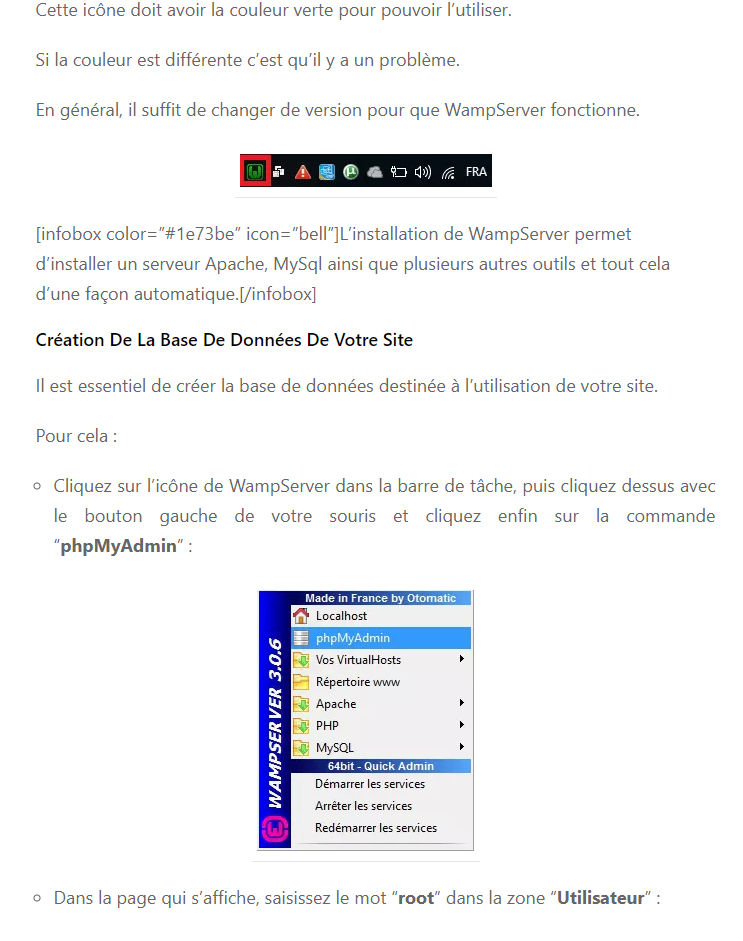 Cette icône doit avoir la couleur verte pour pouvoir l’utiliser.
Si la couleur est différente c’est qu’il y a un problème.
En général, il suffit de changer de version pour que WampServer fonctionne.
FRA
[infobox color=”#1e73be” icon=”bell”]L’installation de WampServer permet
d’installer un serveur Apache, MySql ainsi que plusieurs autres outils et tout cela
d’une façon automatique.[/infobox]
Création De La Base De Données De Votre Site
Il est essentiel de créer la base de données destinée à l’utilisation de votre site.
Pour cela :
Cliquez sur l’icône de WampServer dans la barre de tâche, puis cliquez dessus avec
le bouton gauche de votre souris et cliquez enfin sur la commande
“phpMyAdmin” :
Made in France by Otomatic
WAMPSERVER 3.0.6
Localhost
phpMyAdmin
Vos VirtualHosts
Répertoire www
Apache
PHP
MySQL
64bit - Quick Admin
Démarrer les services
Arrêter les services
Redémarrer les services
Dans la page qui s’affiche, saisissez le mot “root” dans la zone “Utilisateur” :